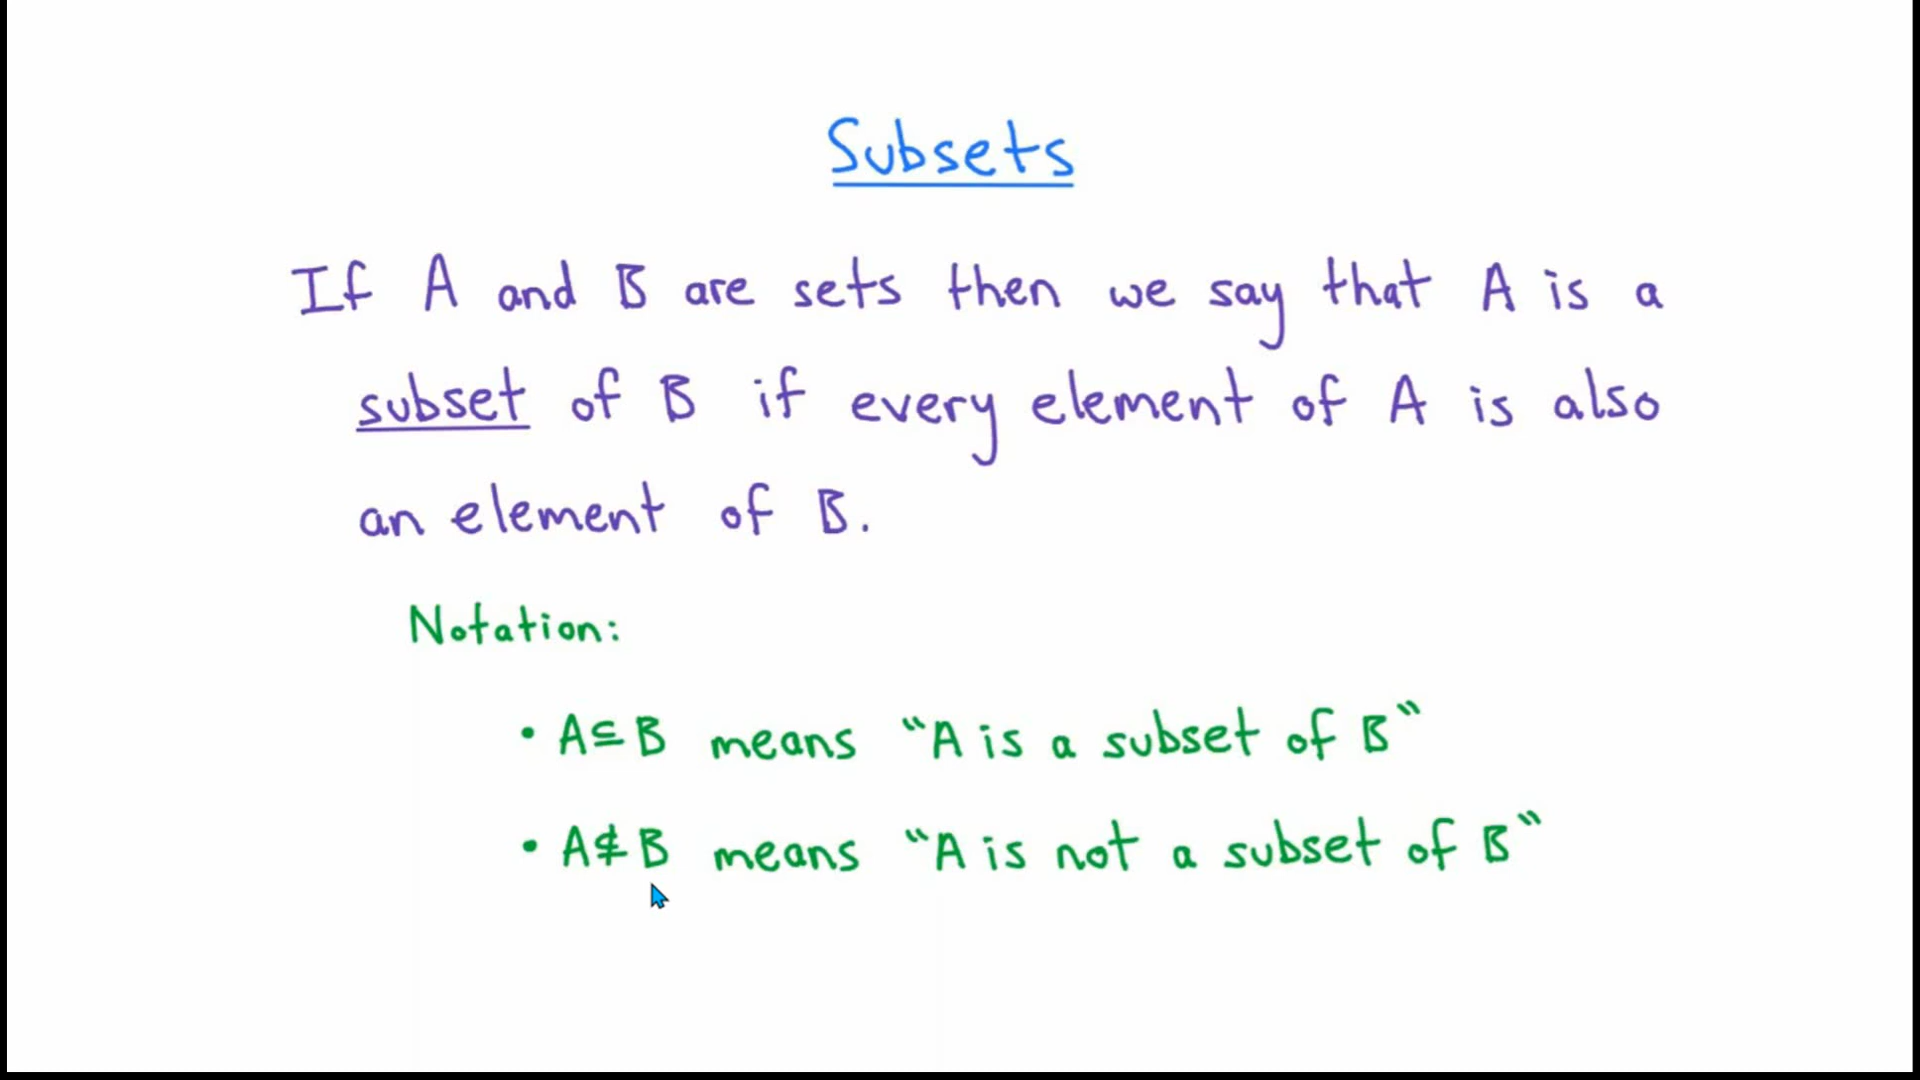 Subsets
If A and B are sets then we say that A is a
subset of B if every element of A is also
an element of B.
Notation:
• A⊆B means “A is a subset of B”
• A⊈B means “A is not a subset of B”